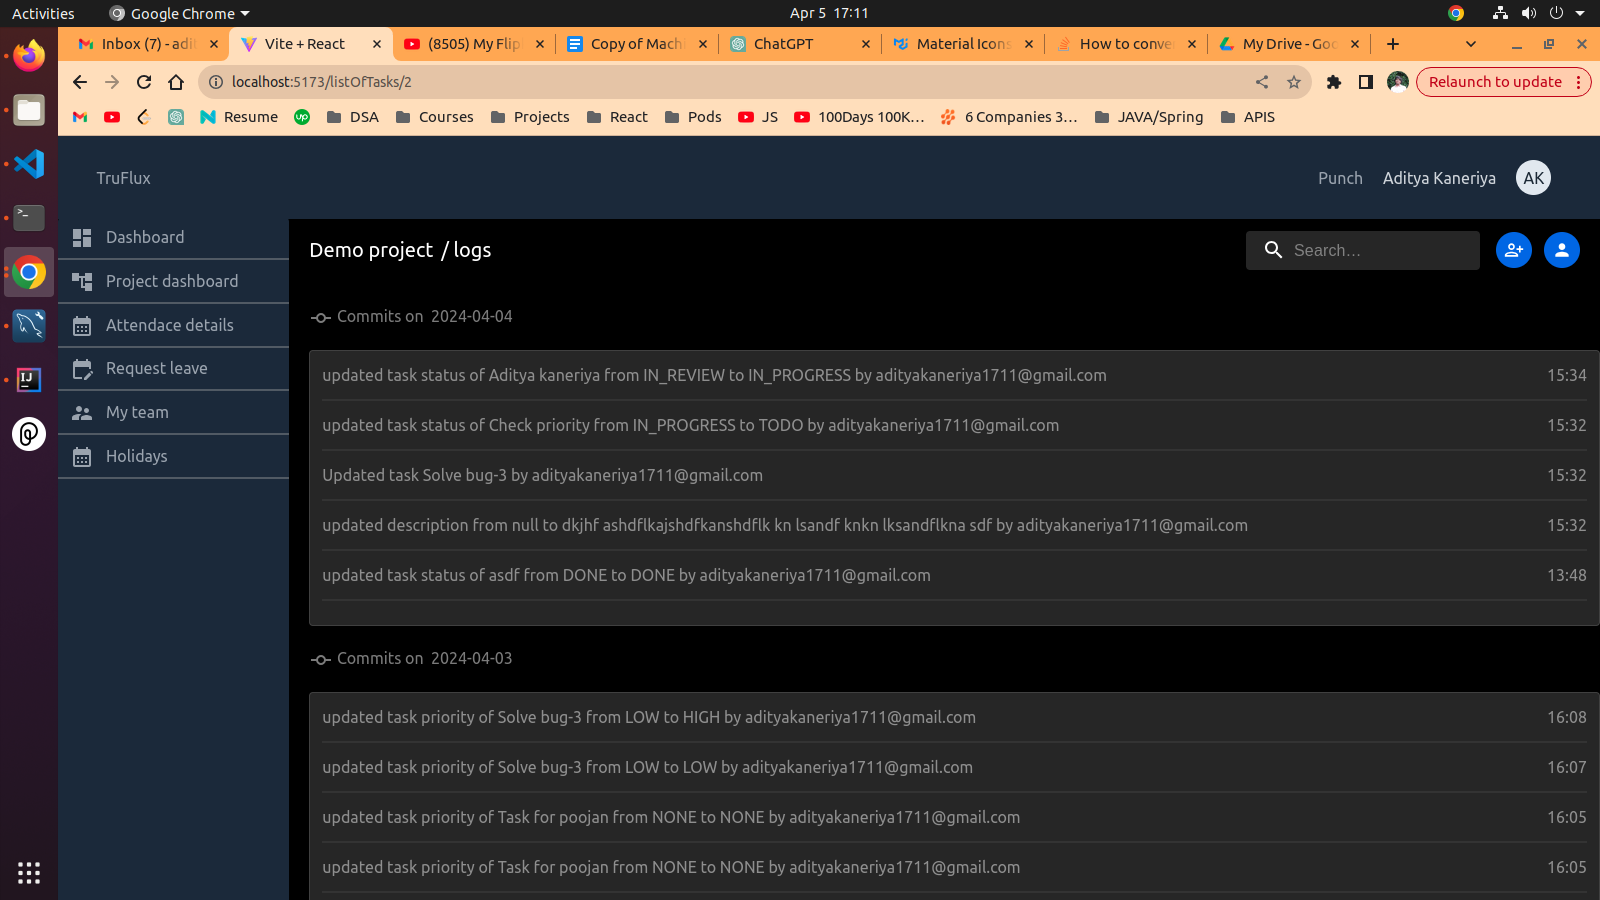 Activities
Google Chrome
Apr 5 17:11
Inbox (7) - adi
Vite + React
(8505) My Flip
Copy of Mach
ChatGPT
Material Icons
How to conve
My Drive - Goo
localhost:5173/listOfTasks/2
Relaunch to update
Resume
up
DSA
Courses
Projects
React
Pods
JS
100Days 100K...
6 Companies 3...
JAVA/Spring
APIS
TruFlux
Punch
Aditya Kaneriya
AK
Dashboard
Project dashboard
Attendace details
Request leave
My team
Holidays
Demo project / logs
Search...
Commits on 2024-04-04
updated task status of Aditya kaneriya from IN_REVIEW to IN_PROGRESS by adityakaneriya1711@gmail.com 15:34
updated task status of Check priority from IN_PROGRESS to TODO by adityakaneriya1711@gmail.com 15:32
Updated task Solve bug-3 by adityakaneriya1711@gmail.com 15:32
updated description from null to dkjhf ashdflkajshdfkanshdflk kn lsandf knkn lksandflkna sdf by adityakaneriya1711@gmail.com 15:32
updated task status of asdf from DONE to DONE by adityakaneriya1711@gmail.com 13:48
Commits on 2024-04-03
updated task priority of Solve bug-3 from LOW to HIGH by adityakaneriya1711@gmail.com 16:08
updated task priority of Solve bug-3 from LOW to LOW by adityakaneriya1711@gmail.com 16:07
updated task priority of Task for poojan from NONE to NONE by adityakaneriya1711@gmail.com 16:05
updated task priority of Task for poojan from NONE to NONE by adityakaneriya1711@gmail.com 16:05
IJ